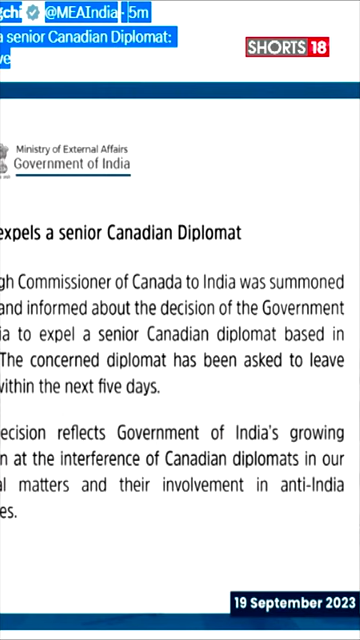 gchi @MEAIndia · 5m
a senior Canadian Diplomat:
ve
SHORTS 18
Ministry of External Affairs
Government of India
expels a senior Canadian Diplomat
gh Commissioner of Canada to India was summoned
and informed about the decision of the Government
ia to expel a senior Canadian diplomat based in
The concerned diplomat has been asked to leave
within the next five days.
ecision reflects Government of India's growing
n at the interference of Canadian diplomats in our
al matters and their involvement in anti-India
es.
19 September 2023